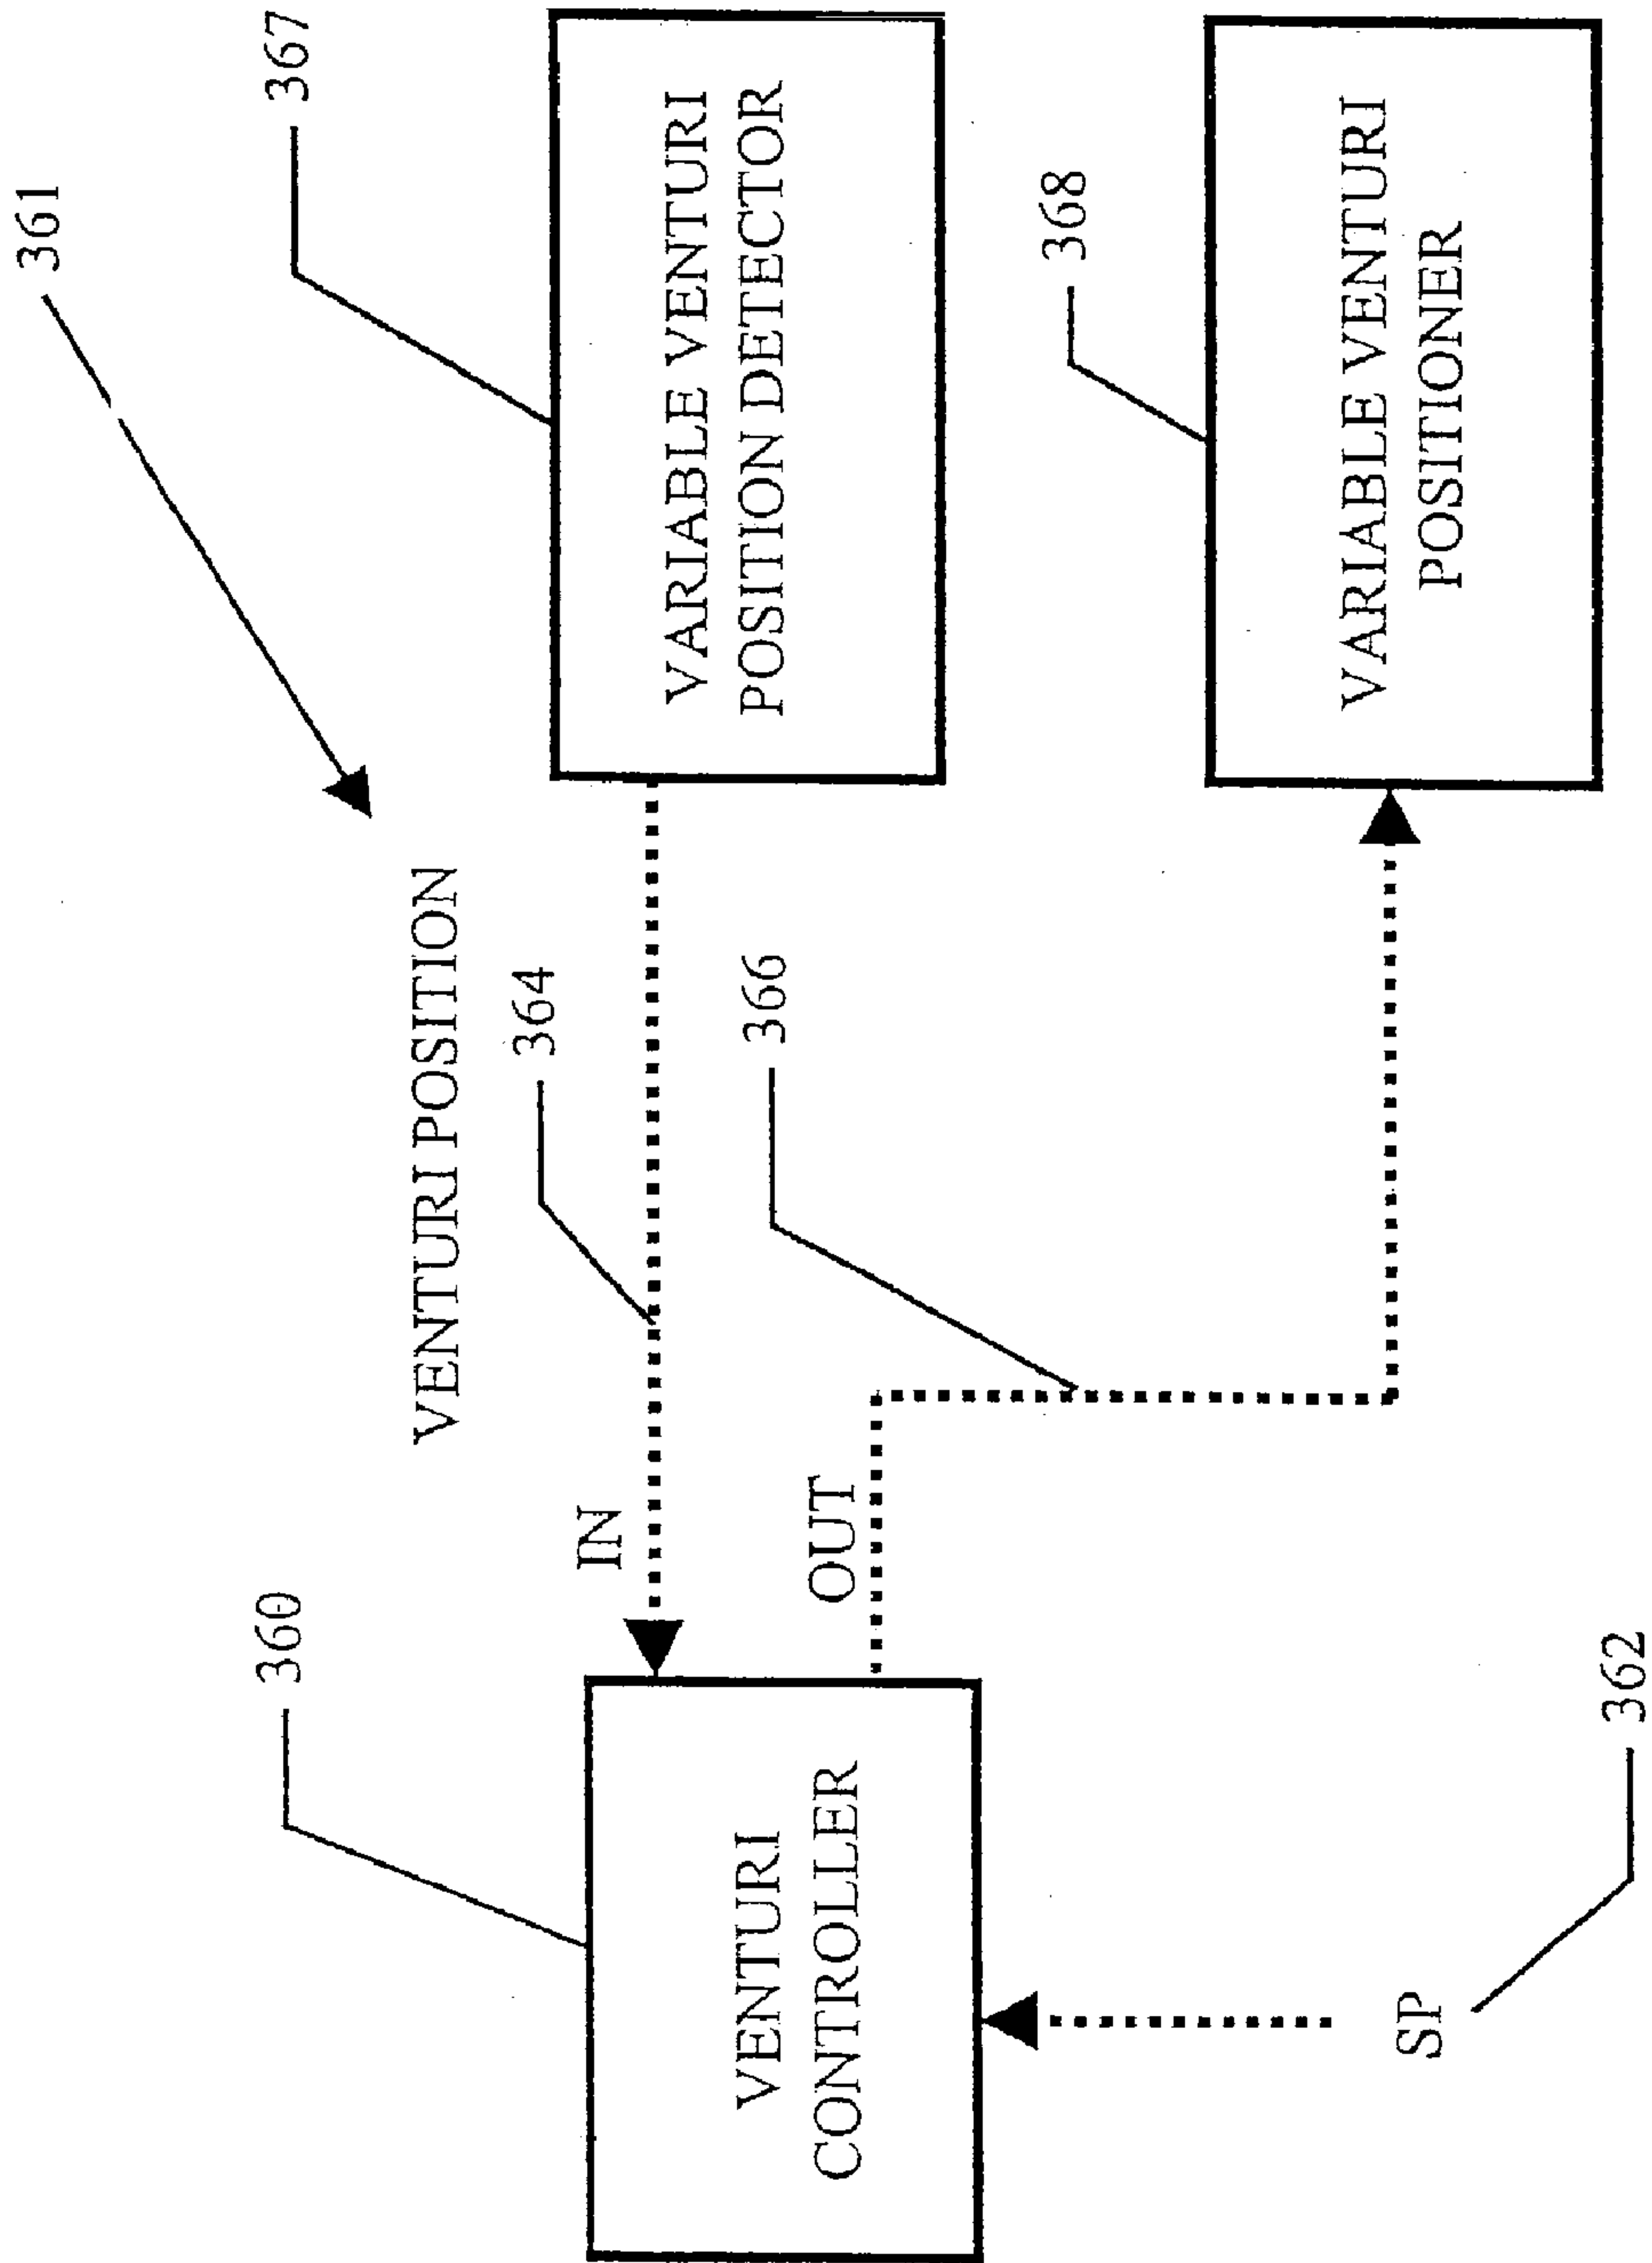 361
367
360
VENTURI POSITION
364
IN
VARIABLE VENTURI
POSITION DETECTOR
VENTURI
CONTROLLER
OUT
366
368
SP
362
VARIABLE VENTURI
POSITIONER